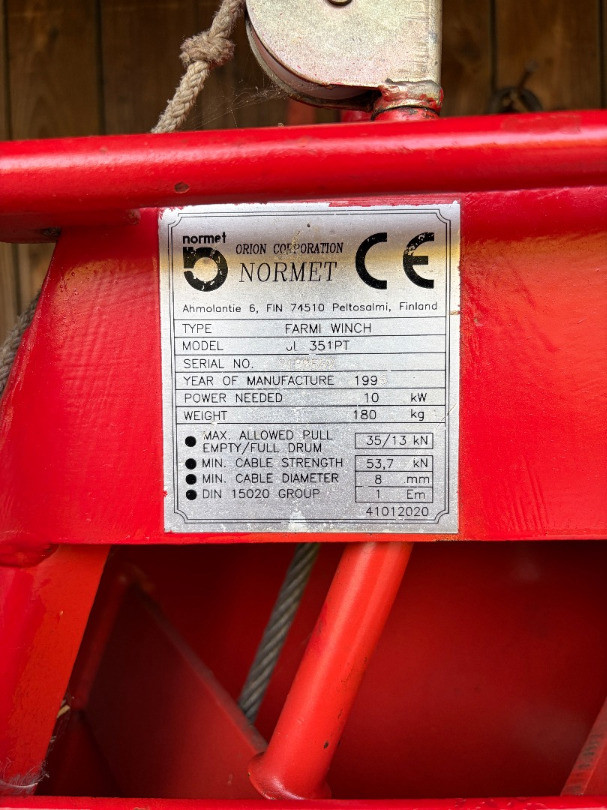 normet
ORION CORPORATION
NORMET
CE
Ahmolantie 6, FIN 74510 Peltosalmi, Finland
TYPE FARMI WINCH
MODEL JL 351PT
SERIAL NO.
YEAR OF MANUFACTURE 199
POWER NEEDED 10 kW
WEIGHT 180 kg
● MAX. ALLOWED PULL
EMPTY/FULL DRUM 35/13 kN
● MIN. CABLE STRENGTH 53,7 kN
● MIN. CABLE DIAMETER 8 mm
● DIN 15020 GROUP 1 Em
41012020